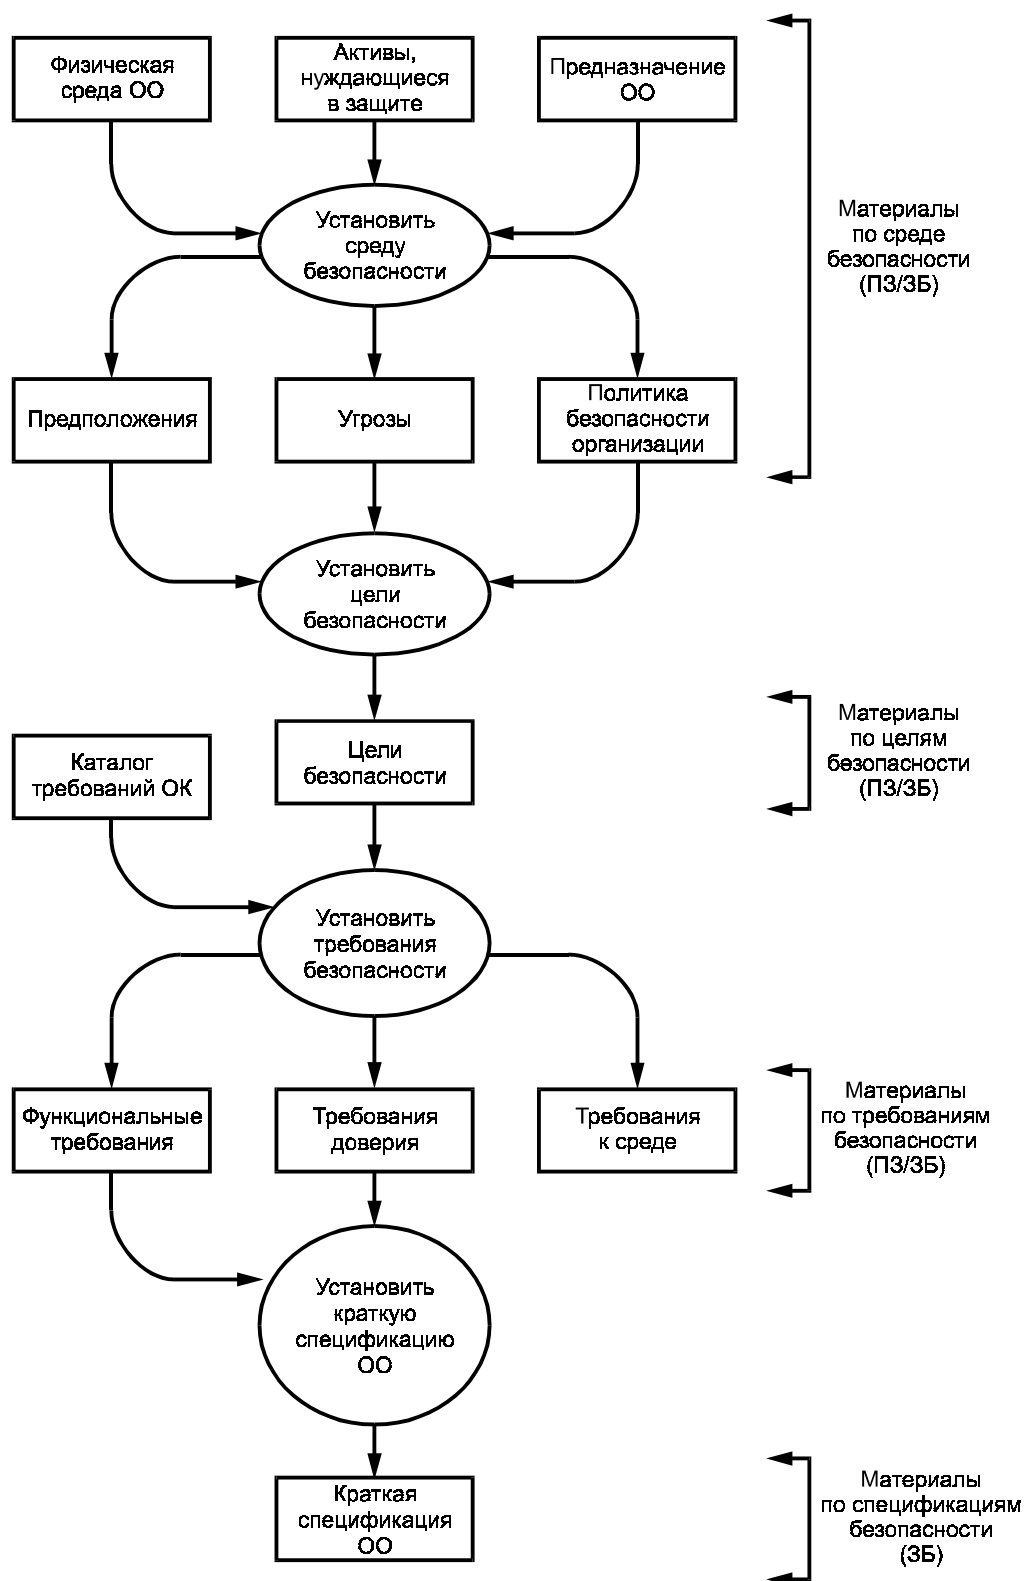 Физическая
среда ОО
Активы,
нуждающиеся
в защите
Предназначение
ОО
Установить
среду
безопасности
Материалы
по среде
безопасности
(ПЗ/ЗБ)
Предположения
Угрозы
Политика
безопасности
организации
Установить
цели
безопасности
Цели
безопасности
Материалы
по целям
безопасности
(ПЗ/ЗБ)
Каталог
требований ОК
Установить
требования
безопасности
Функциональные
требования
Требования
доверия
Требования
к среде
Материалы
по требованиям
безопасности
(ПЗ/ЗБ)
Установить
краткую
спецификацию
ОО
Краткая
спецификация
ОО
Материалы
по спецификациям
безопасности
(ЗБ)